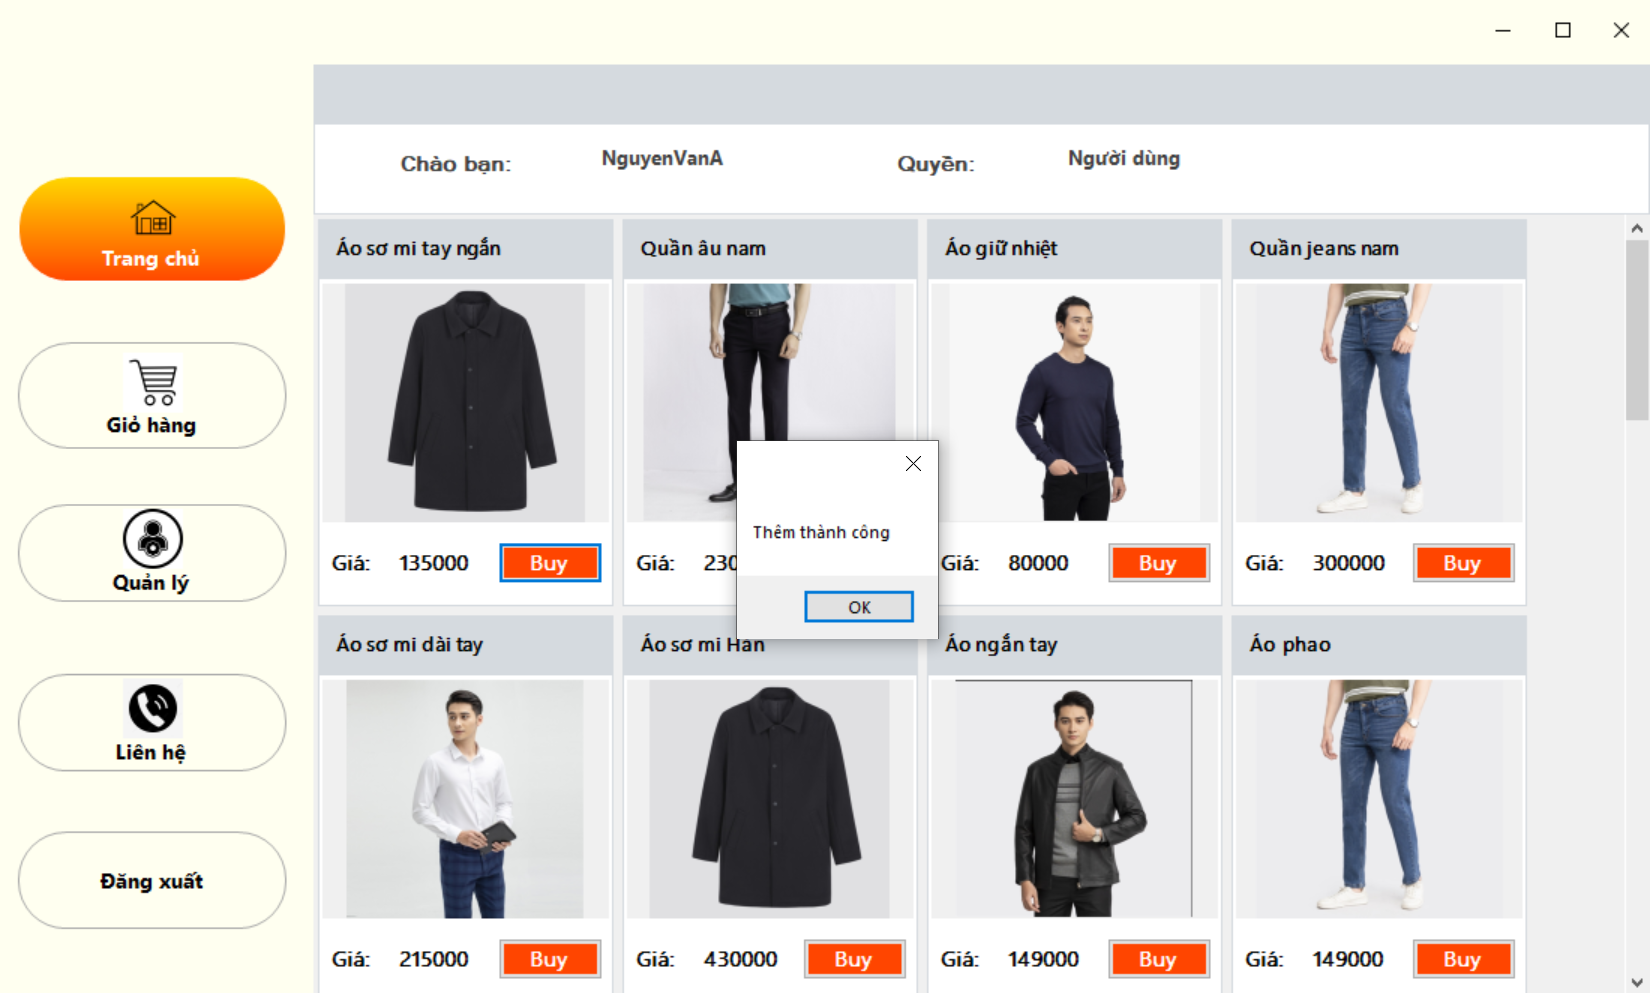 Chào bạn:
NguyenVanA
Quyền:
Người dùng
Trang chủ
Giỏ hàng
Quản lý
Liên hệ
Đăng xuất
Áo sơ mi tay ngắn
Quần âu nam
Áo giữ nhiệt
Quần jeans nam
Giá: 135000 Buy
Giá: 230
Giá: 80000 Buy
Giá: 300000 Buy
Thêm thành công
OK
Áo sơ mi dài tay
Áo sơ mi Hàn
Áo ngắn tay
Áo phao
Giá: 215000 Buy
Giá: 430000 Buy
Giá: 149000 Buy
Giá: 149000 Buy